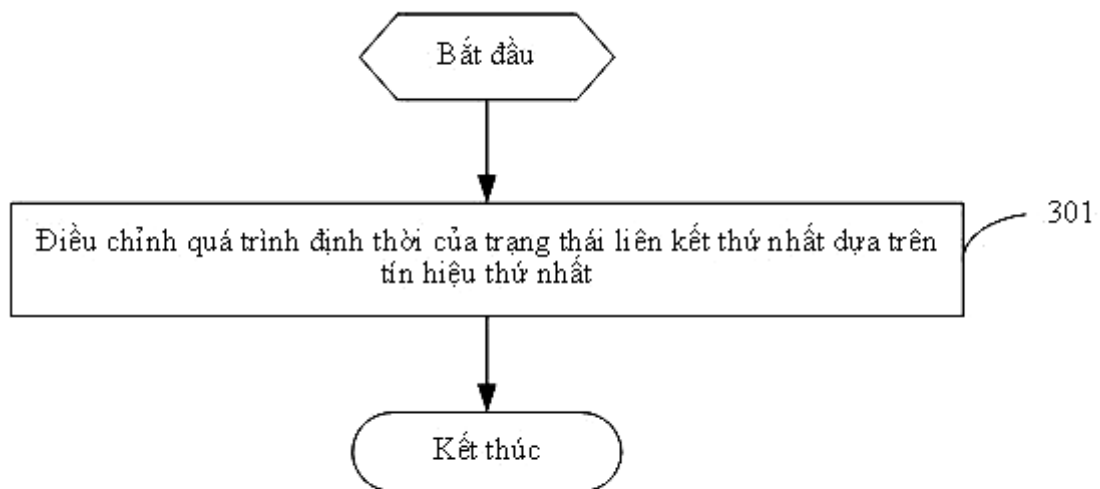 Bắt đầu
Điều chỉnh quá trình định thời của trạng thái liên kết thứ nhất dựa trên
tín hiệu thứ nhất
301
Kết thúc